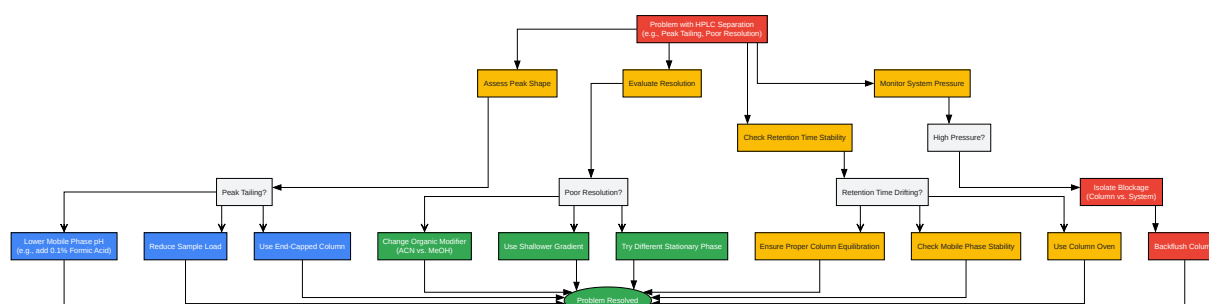 Problem with HPLC Separation
(e.g., Peak Tailing, Poor Resolution)
Assess Peak Shape
Evaluate Resolution
Monitor System Pressure
Check Retention Time Stability
High Pressure?
Peak Tailing?
Poor Resolution?
Retention Time Drifting?
Isolate Blockage
(Column vs. System)
Lower Mobile Phase pH
(e.g., add 0.1% Formic Acid)
Reduce Sample Load
Use End-Capped Column
Change Organic Modifier
(ACN vs. MeOH)
Use Shallower Gradient
Try Different Stationary Phase
Ensure Proper Column Equilibration
Check Mobile Phase Stability
Use Column Oven
Backflush
Problem Resolved